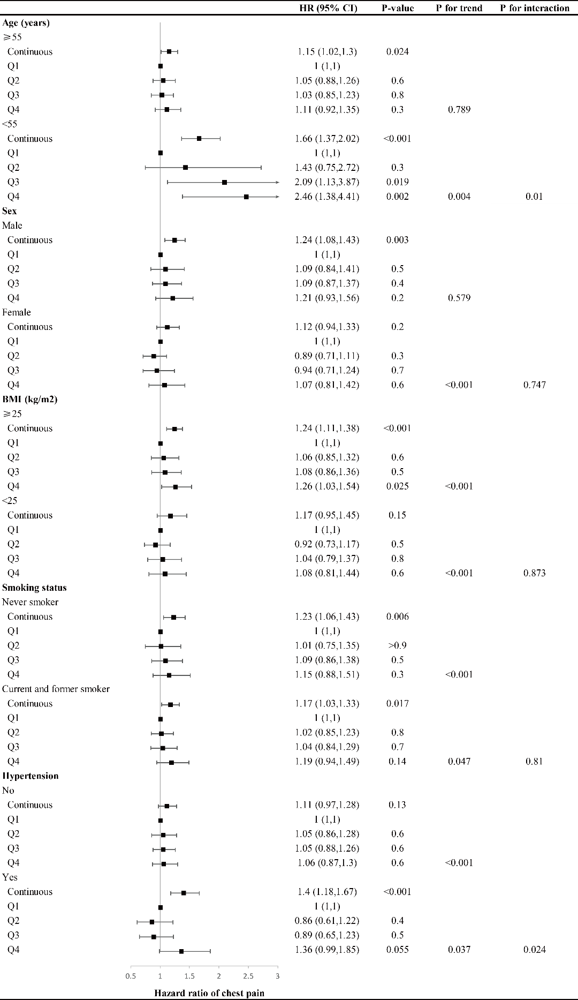 HR (95% CI) P-value P for trend P for interaction
Age (years)
≥55
Continuous 1.15 (1.02,1.3) 0.024
Q1 1 (1,1)
Q2 1.05 (0.88,1.26) 0.6
Q3 1.03 (0.85,1.23) 0.8
Q4 1.11 (0.92,1.35) 0.3 0.789
<55
Continuous 1.66 (1.37,2.02) <0.001
Q1 1 (1,1)
Q2 1.43 (0.75,2.72) 0.3
Q3 2.09 (1.13,3.87) 0.019
Q4 2.46 (1.38,4.41) 0.002 0.004 0.01
Sex
Male
Continuous 1.24 (1.08,1.43) 0.003
Q1 1 (1,1)
Q2 1.09 (0.84,1.41) 0.5
Q3 1.09 (0.87,1.37) 0.4
Q4 1.21 (0.93,1.56) 0.2 0.579
Female
Continuous 1.12 (0.94,1.33) 0.2
Q1 1 (1,1)
Q2 0.89 (0.71,1.11) 0.3
Q3 0.94 (0.71,1.24) 0.7
Q4 1.07 (0.81,1.42) 0.6 <0.001 0.747
BMI (kg/m2)
≥25
Continuous 1.24 (1.11,1.38) <0.001
Q1 1 (1,1)
Q2 1.06 (0.85,1.32) 0.6
Q3 1.08 (0.86,1.36) 0.5
Q4 1.26 (1.03,1.54) 0.025 <0.001
<25
Continuous 1.17 (0.95,1.45) 0.15
Q1 1 (1,1)
Q2 0.92 (0.73,1.17) 0.5
Q3 1.04 (0.79,1.37) 0.8
Q4 1.08 (0.81,1.44) 0.6 <0.001 0.873
Smoking status
Never smoker
Continuous 1.23 (1.06,1.43) 0.006
Q1 1 (1,1)
Q2 1.01 (0.75,1.35) >0.9
Q3 1.09 (0.86,1.38) 0.5
Q4 1.15 (0.88,1.51) 0.3 <0.001
Current and former smoker
Continuous 1.17 (1.03,1.33) 0.017
Q1 1 (1,1)
Q2 1.02 (0.85,1.23) 0.8
Q3 1.04 (0.84,1.29) 0.7
Q4 1.19 (0.94,1.49) 0.14 0.047 0.81
Hypertension
No
Continuous 1.11 (0.97,1.28) 0.13
Q1 1 (1,1)
Q2 1.05 (0.86,1.28) 0.6
Q3 1.05 (0.88,1.26) 0.6
Q4 1.06 (0.87,1.3) 0.6 <0.001
Yes
Continuous 1.4 (1.18,1.67) <0.001
Q1 1 (1,1)
Q2 0.86 (0.61,1.22) 0.4
Q3 0.89 (0.65,1.23) 0.5
Q4 1.36 (0.99,1.85) 0.055 0.037 0.024
0.5 1 1.5 2 2.5 3
Hazard ratio of chest pain